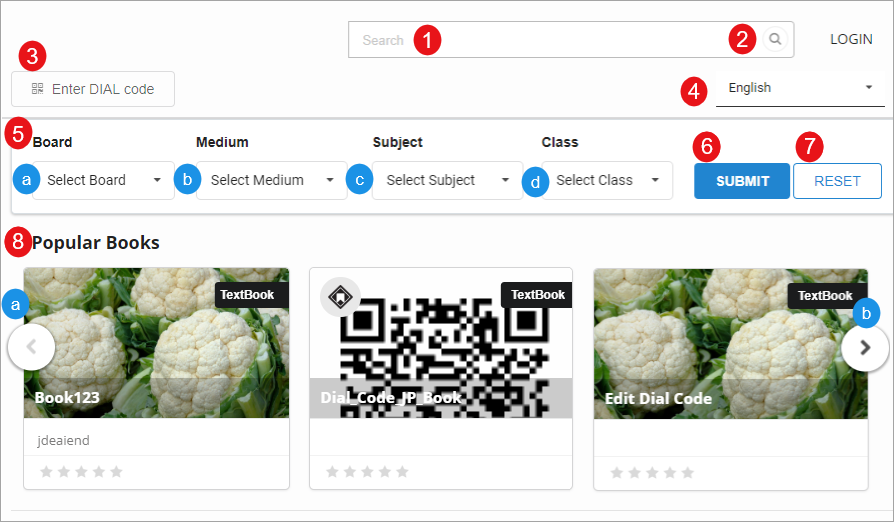 Search 1 2
LOGIN
3
Enter DIAL code
4 English
5
Board Medium Subject Class
6 7
a Select Board b Select Medium c Select Subject d Select Class SUBMIT RESET
8 Popular Books
a TextBook TextBook TextBook b
Book123 Dial_Code_JP_Book Edit Dial Code
jdeaiend